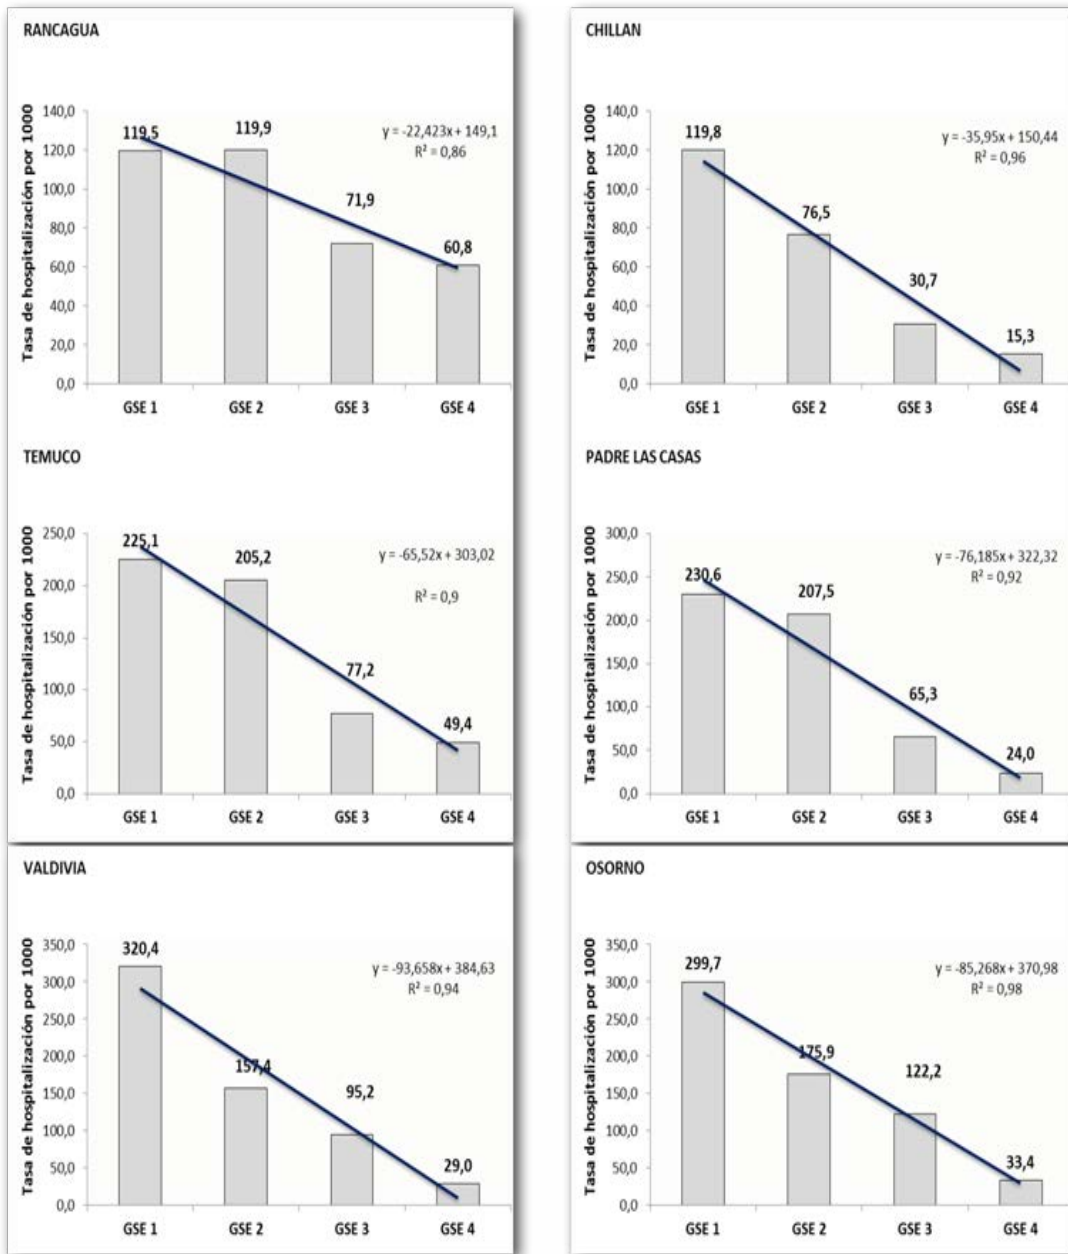 RANCAGUA
Tasa de hospitalización por 1000
140,0
120,0
100,0
80,0
60,0
40,0
20,0
0,0
119,5
119,9
71,9
60,8
y = -22,423x + 149,1
R² = 0,86
GSE 1 GSE 2 GSE 3 GSE 4
CHILLAN
Tasa de hospitalización por 1000
140,0
120,0
100,0
80,0
60,0
40,0
20,0
0,0
119,8
76,5
30,7
15,3
y = -35,95x + 150,44
R² = 0,96
GSE 1 GSE 2 GSE 3 GSE 4
TEMUCO
Tasa de hospitalización por 1000
250,0
200,0
150,0
100,0
50,0
0,0
225,1
205,2
77,2
49,4
y = -65,52x + 303,02
R² = 0,9
GSE 1 GSE 2 GSE 3 GSE 4
PADRE LAS CASAS
Tasa de hospitalización por 1000
300,0
250,0
200,0
150,0
100,0
50,0
0,0
230,6
207,5
65,3
24,0
y = -76,185x + 322,32
R² = 0,92
GSE 1 GSE 2 GSE 3 GSE 4
VALDIVIA
Tasa de hospitalización por 1000
350,0
300,0
250,0
200,0
150,0
100,0
50,0
0,0
320,4
157,4
95,2
29,0
y = -93,658x + 384,63
R² = 0,94
GSE 1 GSE 2 GSE 3 GSE 4
OSORNO
Tasa de hospitalización por 1000
350,0
300,0
250,0
200,0
150,0
100,0
50,0
0,0
299,7
175,9
122,2
33,4
y = -85,268x + 370,98
R² = 0,98
GSE 1 GSE 2 GSE 3 GSE 4